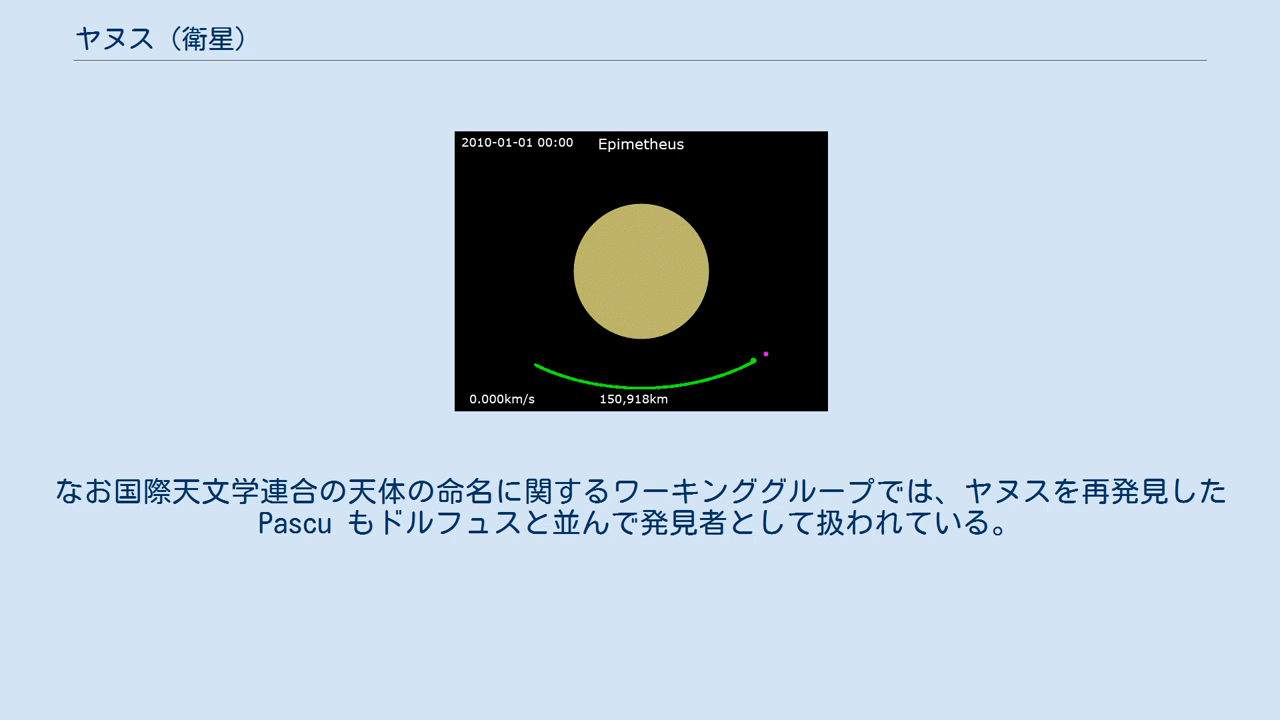 ヤヌス（衛星）
2010-01-01 00:00 Epimetheus
0.000km/s 150,918km
なお国際天文学連合の天体の命名に関するワーキンググループでは、ヤヌスを再発見した
Pascu もドルフュスと並んで発見者として扱われている。